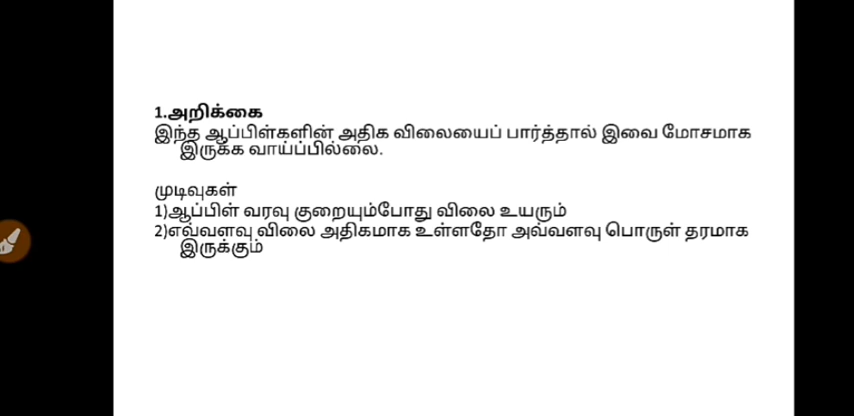 1.அறிக்கை
இந்த ஆப்பிள்களின் அதிக விலையைப் பார்த்தால் இவை மோசமாக
இருக்க வாய்ப்பில்லை.
முடிவுகள்
1)ஆப்பிள் வரவு குறையும்போது விலை உயரும்
2)எவ்வளவு விலை அதிகமாக உள்ளதோ அவ்வளவு பொருள் தரமாக
இருக்கும்